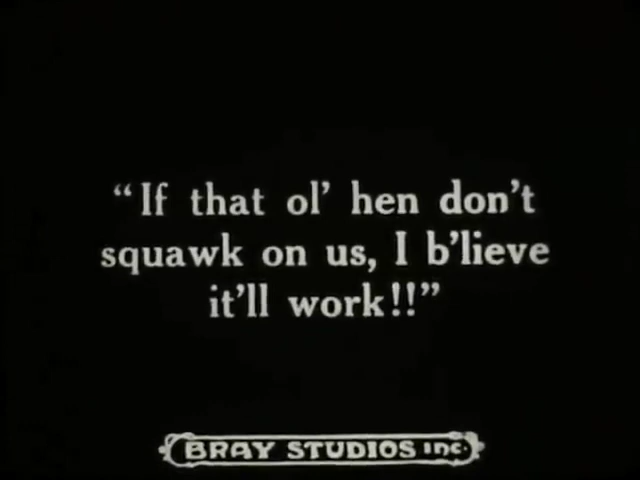 “If that ol’ hen don’t
squawk on us, I b’lieve
it’ll work!!”
BRAY STUDIOS INC.